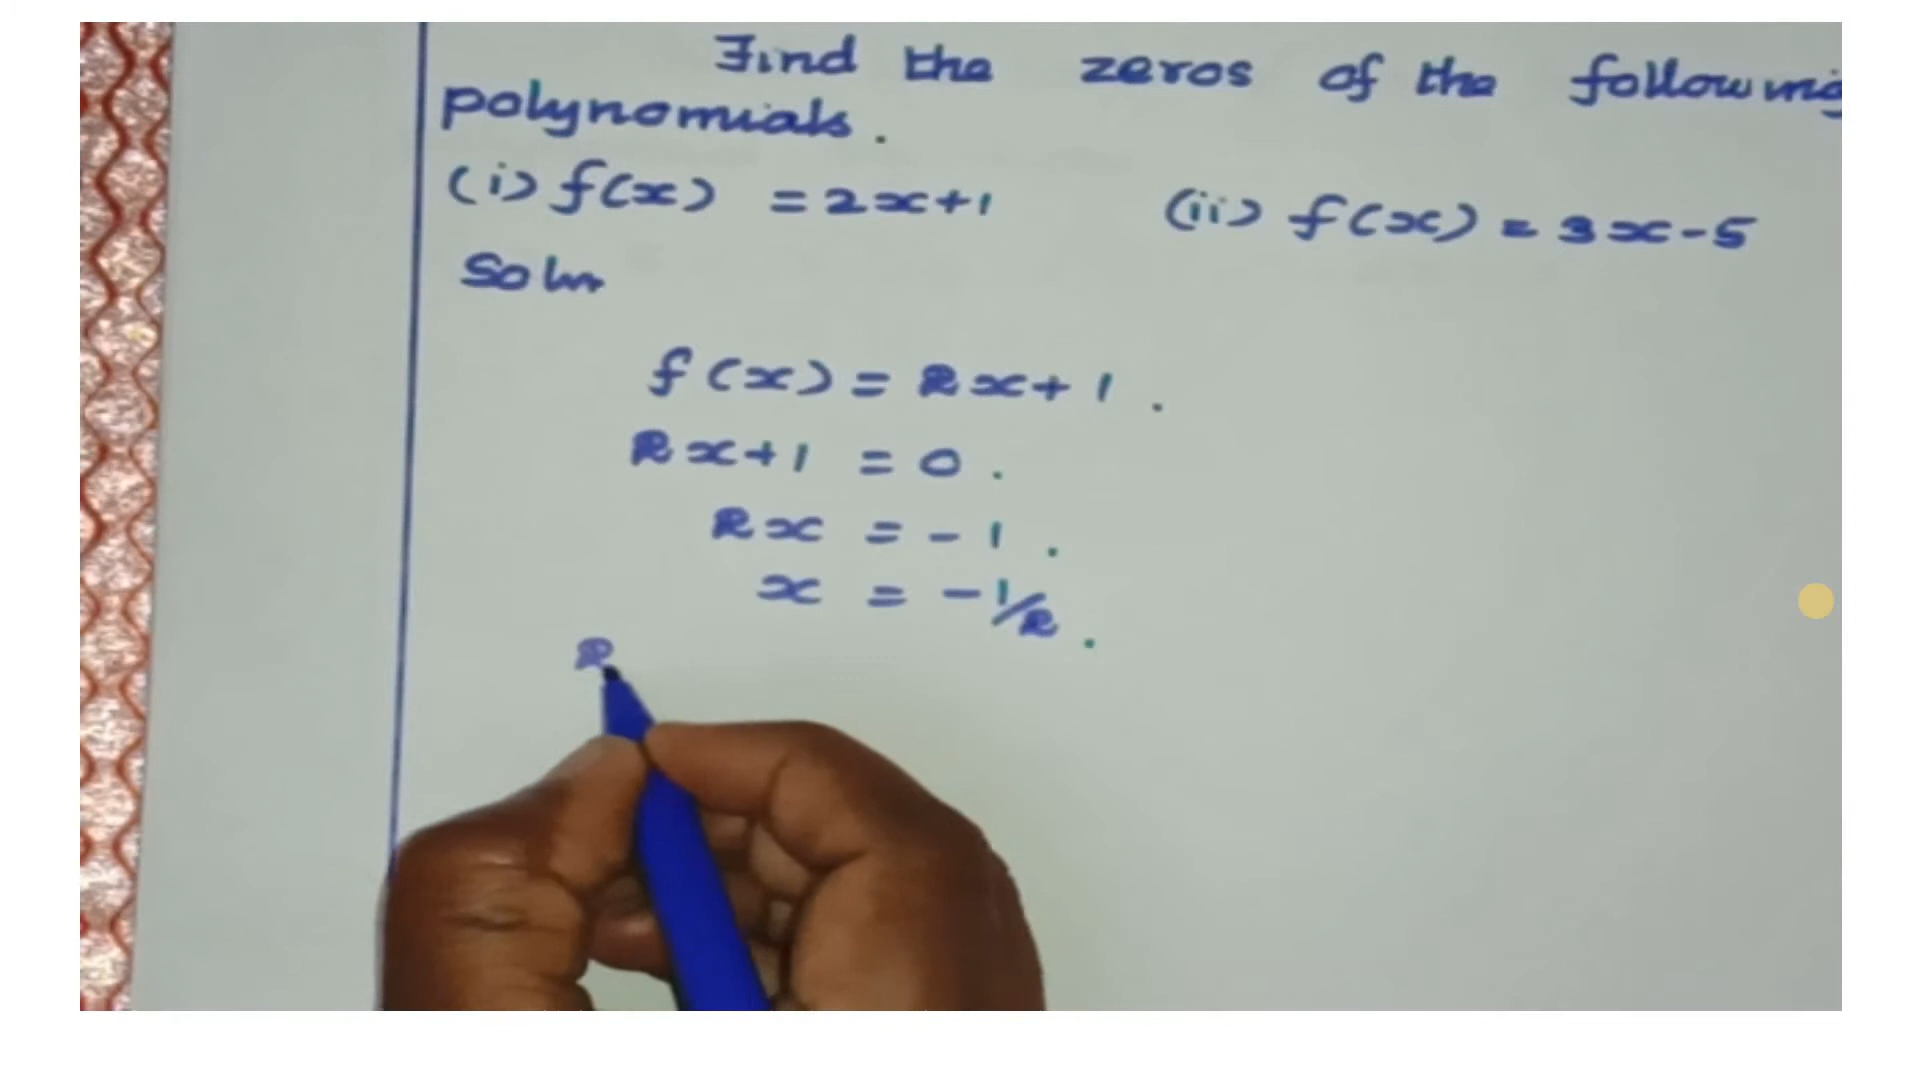 Find the zeros of the following
polynomials.
(i) f(x) = 2x+1 (ii) f(x) = 3x-5
Soln
f(x) = 2x+1.
2x+1 = 0.
2x = -1.
x = -1/2.
2